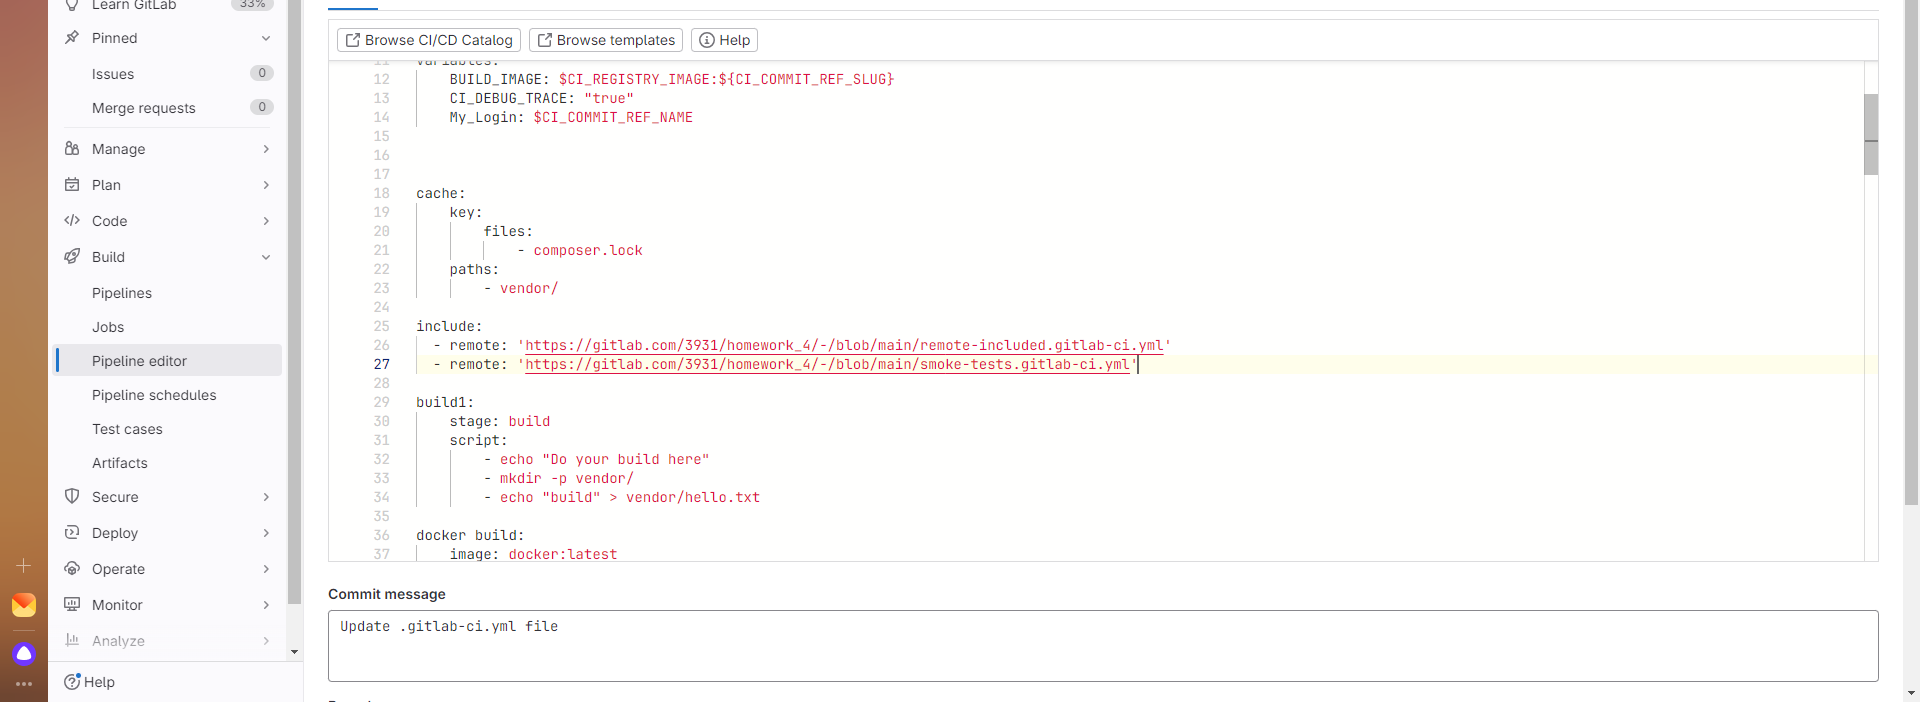 Learn GitLab 33%
Pinned
Issues 0
Merge requests 0
Manage
Plan
Code
Build
Pipelines
Jobs
Pipeline editor
Pipeline schedules
Test cases
Artifacts
Secure
Deploy
Operate
Monitor
Analyze
Help
Browse CI/CD Catalog Browse templates Help
11 variables:
12 BUILD_IMAGE: $CI_REGISTRY_IMAGE:${CI_COMMIT_REF_SLUG}
13 CI_DEBUG_TRACE: "true"
14 My_Login: $CI_COMMIT_REF_NAME
15
16
17
18 cache:
19 key:
20 files:
21 - composer.lock
22 paths:
23 - vendor/
24
25 include:
26 - remote: 'https://gitlab.com/3931/homework_4/-/blob/main/remote-included.gitlab-ci.yml'
27 - remote: 'https://gitlab.com/3931/homework_4/-/blob/main/smoke-tests.gitlab-ci.yml'
28
29 build1:
30 stage: build
31 script:
32 - echo "Do your build here"
33 - mkdir -p vendor/
34 - echo "build" > vendor/hello.txt
35
36 docker build:
37 image: docker:latest
Commit message
Update .gitlab-ci.yml file